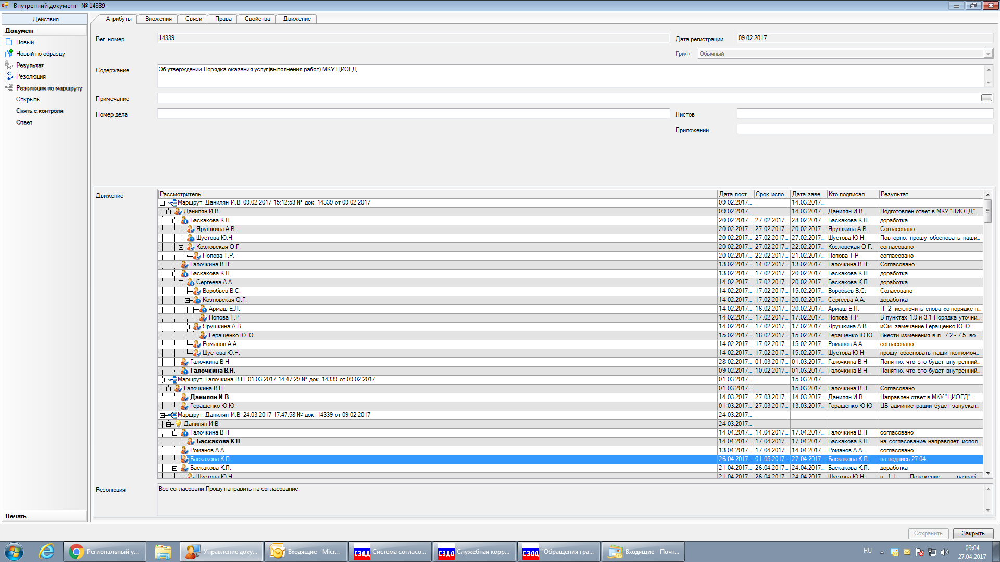 Внутренний документ № 14339
Действия
Документ
Новый
Новый по образцу
Результат
Резолюция
Резолюция по маршруту
Открыть
Снять с контроля
Ответ
Печать
Атрибуты Вложения Связи Права Свойства Движение
Рег. номер 14339 Дата регистрации 09.02.2017
Гриф Обычный
Содержание Об утверждении Порядка оказания услуг(выполнения работ) МКУ ЦИОГД
Примечание ...
Номер дела Листов
Приложений
Движение
Рассмотритель Дата пост... Срок испо... Дата заве... Кто подписал Результат
Маршрут: Данилян И.В. 09.02.2017 15:12:53 № док. 14339 от 09.02.2017 09.02.2017... 14.03.2017...
Данилян И.В. 09.02.2017... 14.03.2017... Данилян И.В. Подготовлен ответ в МКУ "ЦИОГД".
Баскакова К.Л. 20.02.2017... 27.02.2017... 28.02.2017... Баскакова К.Л. доработка
Ярушкина А.В. 20.02.2017... 27.02.2017... 20.02.2017... Ярушкина А.В. Согласовано.
Шустова Ю.Н. 20.02.2017... 27.02.2017... 27.02.2017... Шустова Ю.Н. Повторно, прошу обосновать наши...
Козловская О.Г. 20.02.2017... 27.02.2017... 22.02.2017... Козловская О.Г. согласовано
Попова Т.Р. 20.02.2017... 22.02.2017... 21.02.2017... Попова Т.Р. согласовано
Галочкина В.Н. 13.02.2017... 14.02.2017... 13.02.2017... Галочкина В.Н. Согласовано
Баскакова К.Л. 13.02.2017... 17.02.2017... 20.02.2017... Баскакова К.Л. доработка
Сергеева А.А. 14.02.2017... 17.02.2017... 20.02.2017... Баскакова К.Л. доработка
Воробьёв В.С. 14.02.2017... 17.02.2017... 15.02.2017... Воробьёв В.С. Соласовано
Козловская О.Г. 14.02.2017... 17.02.2017... 20.02.2017... Сергеева А.А. доработка
Армаш Е.Л. 14.02.2017... 16.02.2017... 20.02.2017... Армаш Е.Л. П. 2 исключить слова «о порядке п...
Попова Т.Р. 14.02.2017... 17.02.2017... 17.02.2017... Попова Т.Р. В пунктах 1.9 и 3.1 Порядка уточни...
Ярушкина А.В. 14.02.2017... 17.02.2017... 17.02.2017... Ярушкина А.В. иСм. замечание Геращенко Ю.Ю.
Геращенко Ю.Ю. 15.02.2017... 16.02.2017... 15.02.2017... Геращенко Ю.Ю. Внести изменения в п. 7.2.-.7.5. во...
Романов А.А. 14.02.2017... 17.02.2017... 15.02.2017... Романов А.А. согласовано
Шустова Ю.Н. 14.02.2017... 17.02.2017... 15.02.2017... Шустова Ю.Н. прошу обосновать наши полномоч...
Галочкина В.Н. 28.02.2017... 01.03.2017... 01.03.2017... Галочкина В.Н. Понятно, что это будет внутренний...
Галочкина В.Н. 09.02.2017... 10.02.2017... 01.03.2017... Галочкина В.Н. Понятно, что это будет внутренний...
Маршрут: Галочкина В.Н. 01.03.2017 14:47:29 № док. 14339 от 09.02.2017 01.03.2017... 15.03.2017...
Галочкина В.Н. 01.03.2017... 15.03.2017... Галочкина В.Н. Согласовано
Данилян И.В. 14.03.2017... 27.03.2017... 14.03.2017... Данилян И.В. Направлен ответ в МКУ "ЦИОГД".
Геращенко Ю.Ю. 01.03.2017... 27.03.2017... 13.03.2017... Геращенко Ю.Ю. ЦБ администрации будет запускат...
Маршрут: Данилян И.В. 24.03.2017 17:47:58 № док. 14339 от 09.02.2017 24.03.2017...
Данилян И.В. 24.03.2017...
Галочкина В.Н. 14.04.2017... 14.04.2017... 17.04.2017... Галочкина В.Н. согласовано
Баскакова К.Л. 14.04.2017... 17.04.2017... 17.04.2017... Баскакова К.Л. на согласование направляет испол...
Романов А.А. 13.04.2017... 17.04.2017... 14.04.2017... Романов А.А. согласовано
Баскакова К.Л. 26.04.2017... 01.05.2017... 27.04.2017... Баскакова К.Л. на подпись 27.04.
Баскакова К.Л. 21.04.2017... 26.04.2017... 24.04.2017... Баскакова К.Л. доработка
Шустова Ю.Н. 21.04.2017... 26.04.2017... 24.04.2017... Шустова Ю.Н. п.1.1.- Положение разраб...
Резолюция Все согласовали.Прошу направить на согласование.
Сохранить Закрыть
Региональный у... Управление доку... Входящие - Micr... СЭДД Система согласо... СЭДД Служебная корр... СЭДД "Обращения гра... Входящие - Почт... RU 09:04
27.04.2017